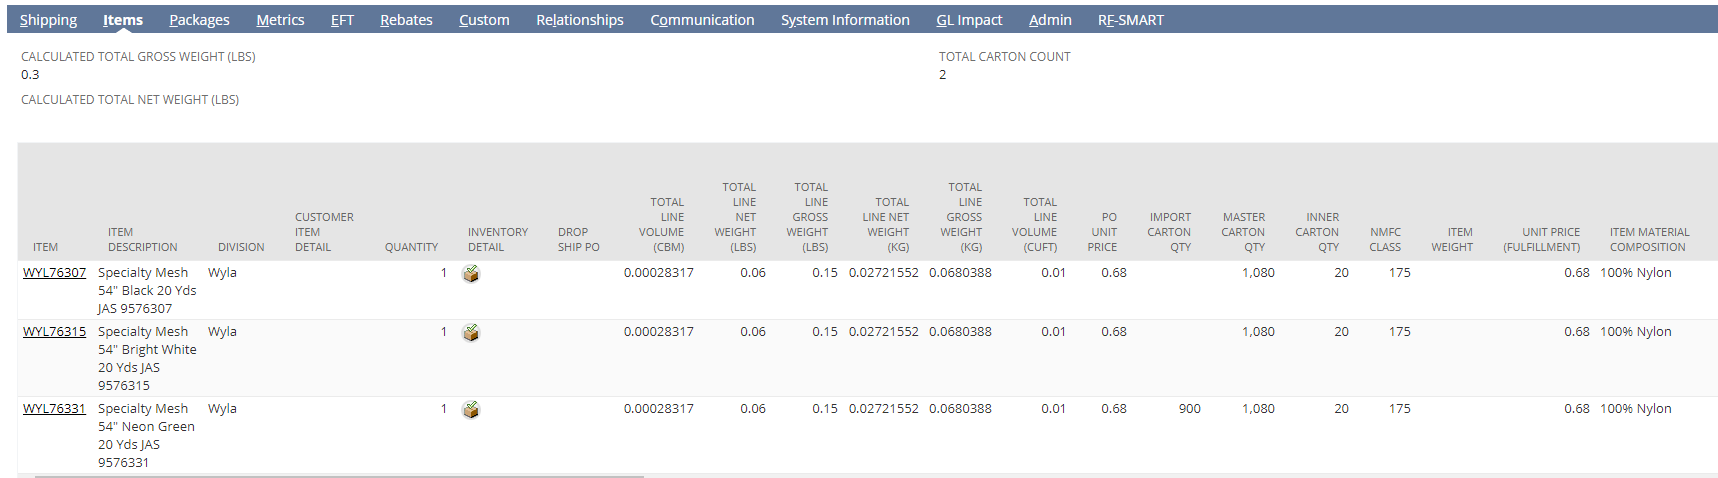 Shipping Items Packages Metrics EFT Rebates Custom Relationships Communication System Information GL Impact Admin RF-SMART
CALCULATED TOTAL GROSS WEIGHT (LBS) TOTAL CARTON COUNT
0.3 2
CALCULATED TOTAL NET WEIGHT (LBS)
TOTAL TOTAL TOTAL
TOTAL LINE LINE LINE TOTAL
CUSTOMER LINE NET GROSS TOTAL GROSS LINE PO IMPORT MASTER INNER
ITEM ITEM INVENTORY DROP VOLUME WEIGHT WEIGHT LINE NET WEIGHT VOLUME UNIT CARTON CARTON CARTON NMFC ITEM UNIT PRICE ITEM MATERIAL
ITEM DESCRIPTION DIVISION DETAIL QUANTITY DETAIL SHIP PO (CBM) (LBS) (LBS) WEIGHT (KG) (KG) (CUFT) PRICE QTY QTY QTY CLASS WEIGHT (FULFILLMENT) COMPOSITION
WYL76307 Specialty Mesh Wyla 1 0.00028317 0.06 0.15 0.02721552 0.0680388 0.01 0.68 1,080 20 175 0.68 100% Nylon
54" Black 20 Yds
JAS 9576307
WYL76315 Specialty Mesh Wyla 1 0.00028317 0.06 0.15 0.02721552 0.0680388 0.01 0.68 1,080 20 175 0.68 100% Nylon
54" Bright White
20 Yds JAS
9576315
WYL76331 Specialty Mesh Wyla 1 0.00028317 0.06 0.15 0.02721552 0.0680388 0.01 0.68 900 1,080 20 175 0.68 100% Nylon
54" Neon Green
20 Yds JAS
9576331